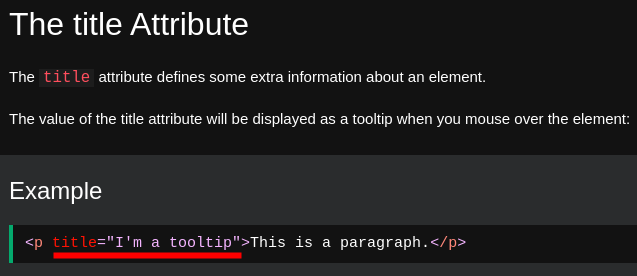 The title Attribute
The title attribute defines some extra information about an element.
The value of the title attribute will be displayed as a tooltip when you mouse over the element:
Example
<p title="I'm a tooltip">This is a paragraph.</p>